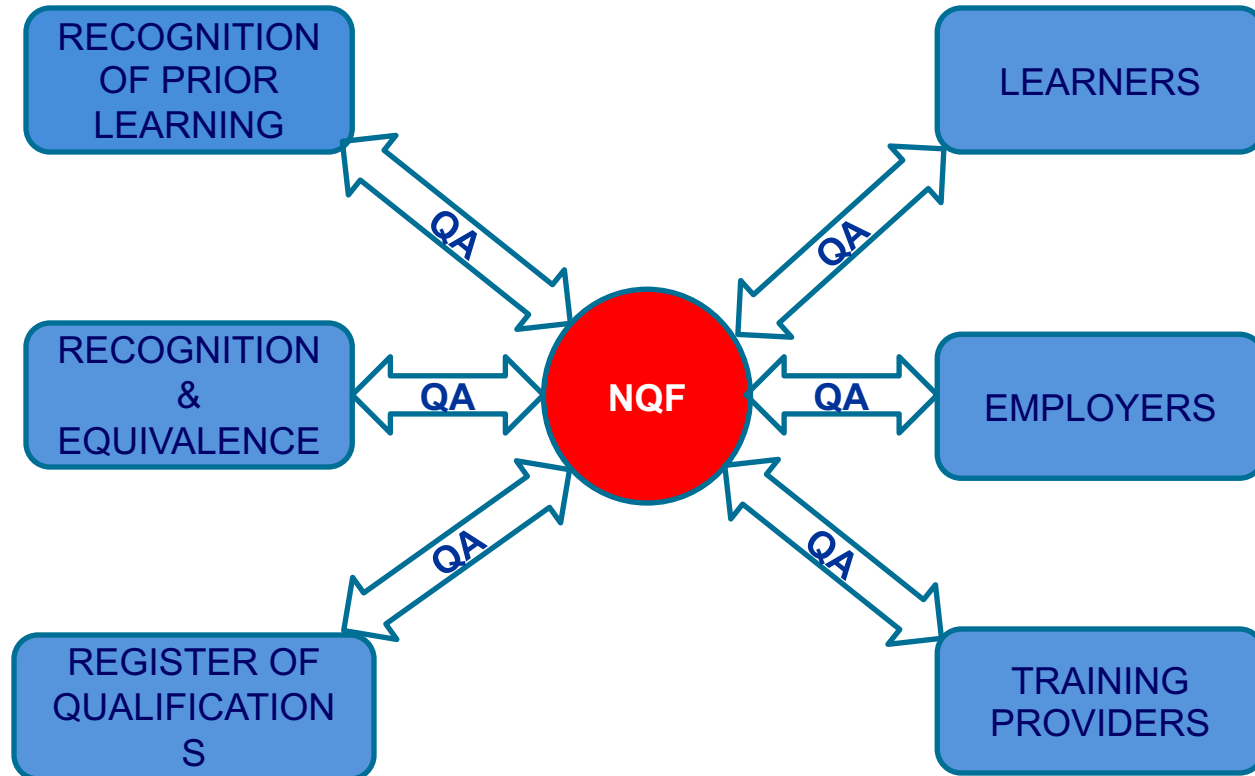 RECOGNITION
OF PRIOR
LEARNING
LEARNERS
QA
QA
RECOGNITION
&
EQUIVALENCE
QA
NQF
QA
EMPLOYERS
QA
QA
REGISTER OF
QUALIFICATION
S
TRAINING
PROVIDERS